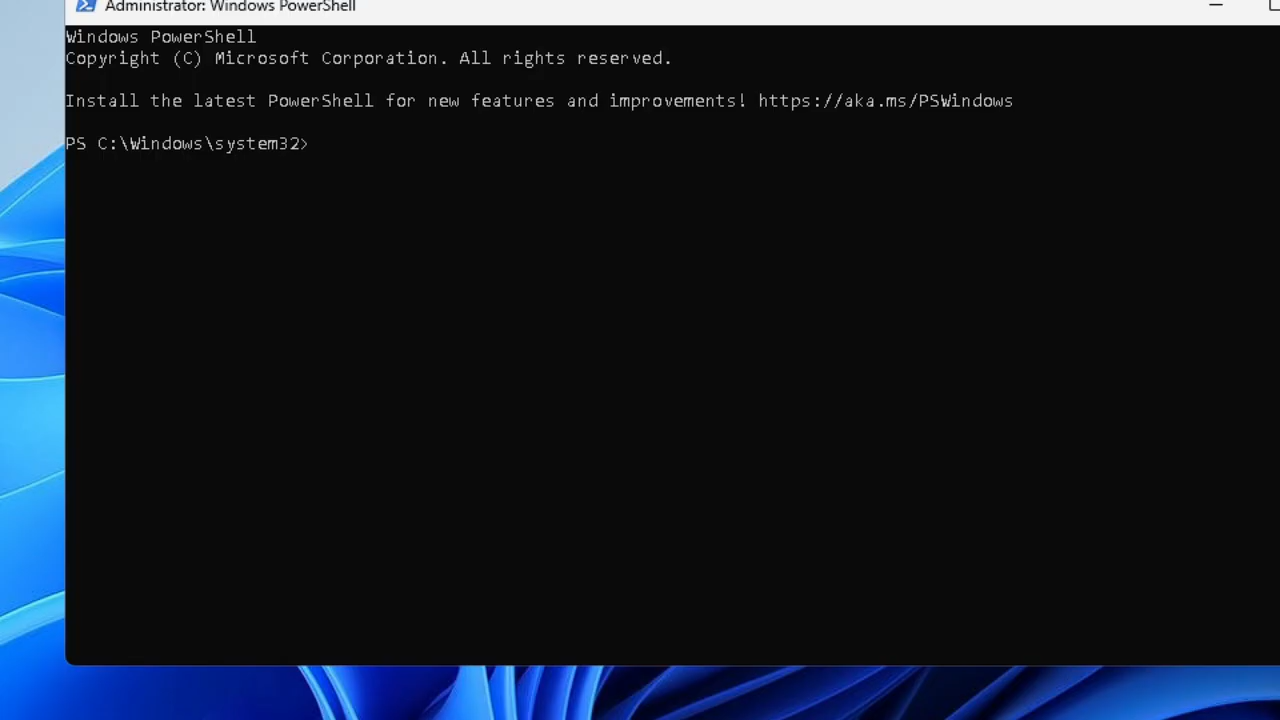 Administrator: Windows PowerShell
Windows PowerShell
Copyright (C) Microsoft Corporation. All rights reserved.
Install the latest PowerShell for new features and improvements! https://aka.ms/PSWindows
PS C:\Windows\system32>